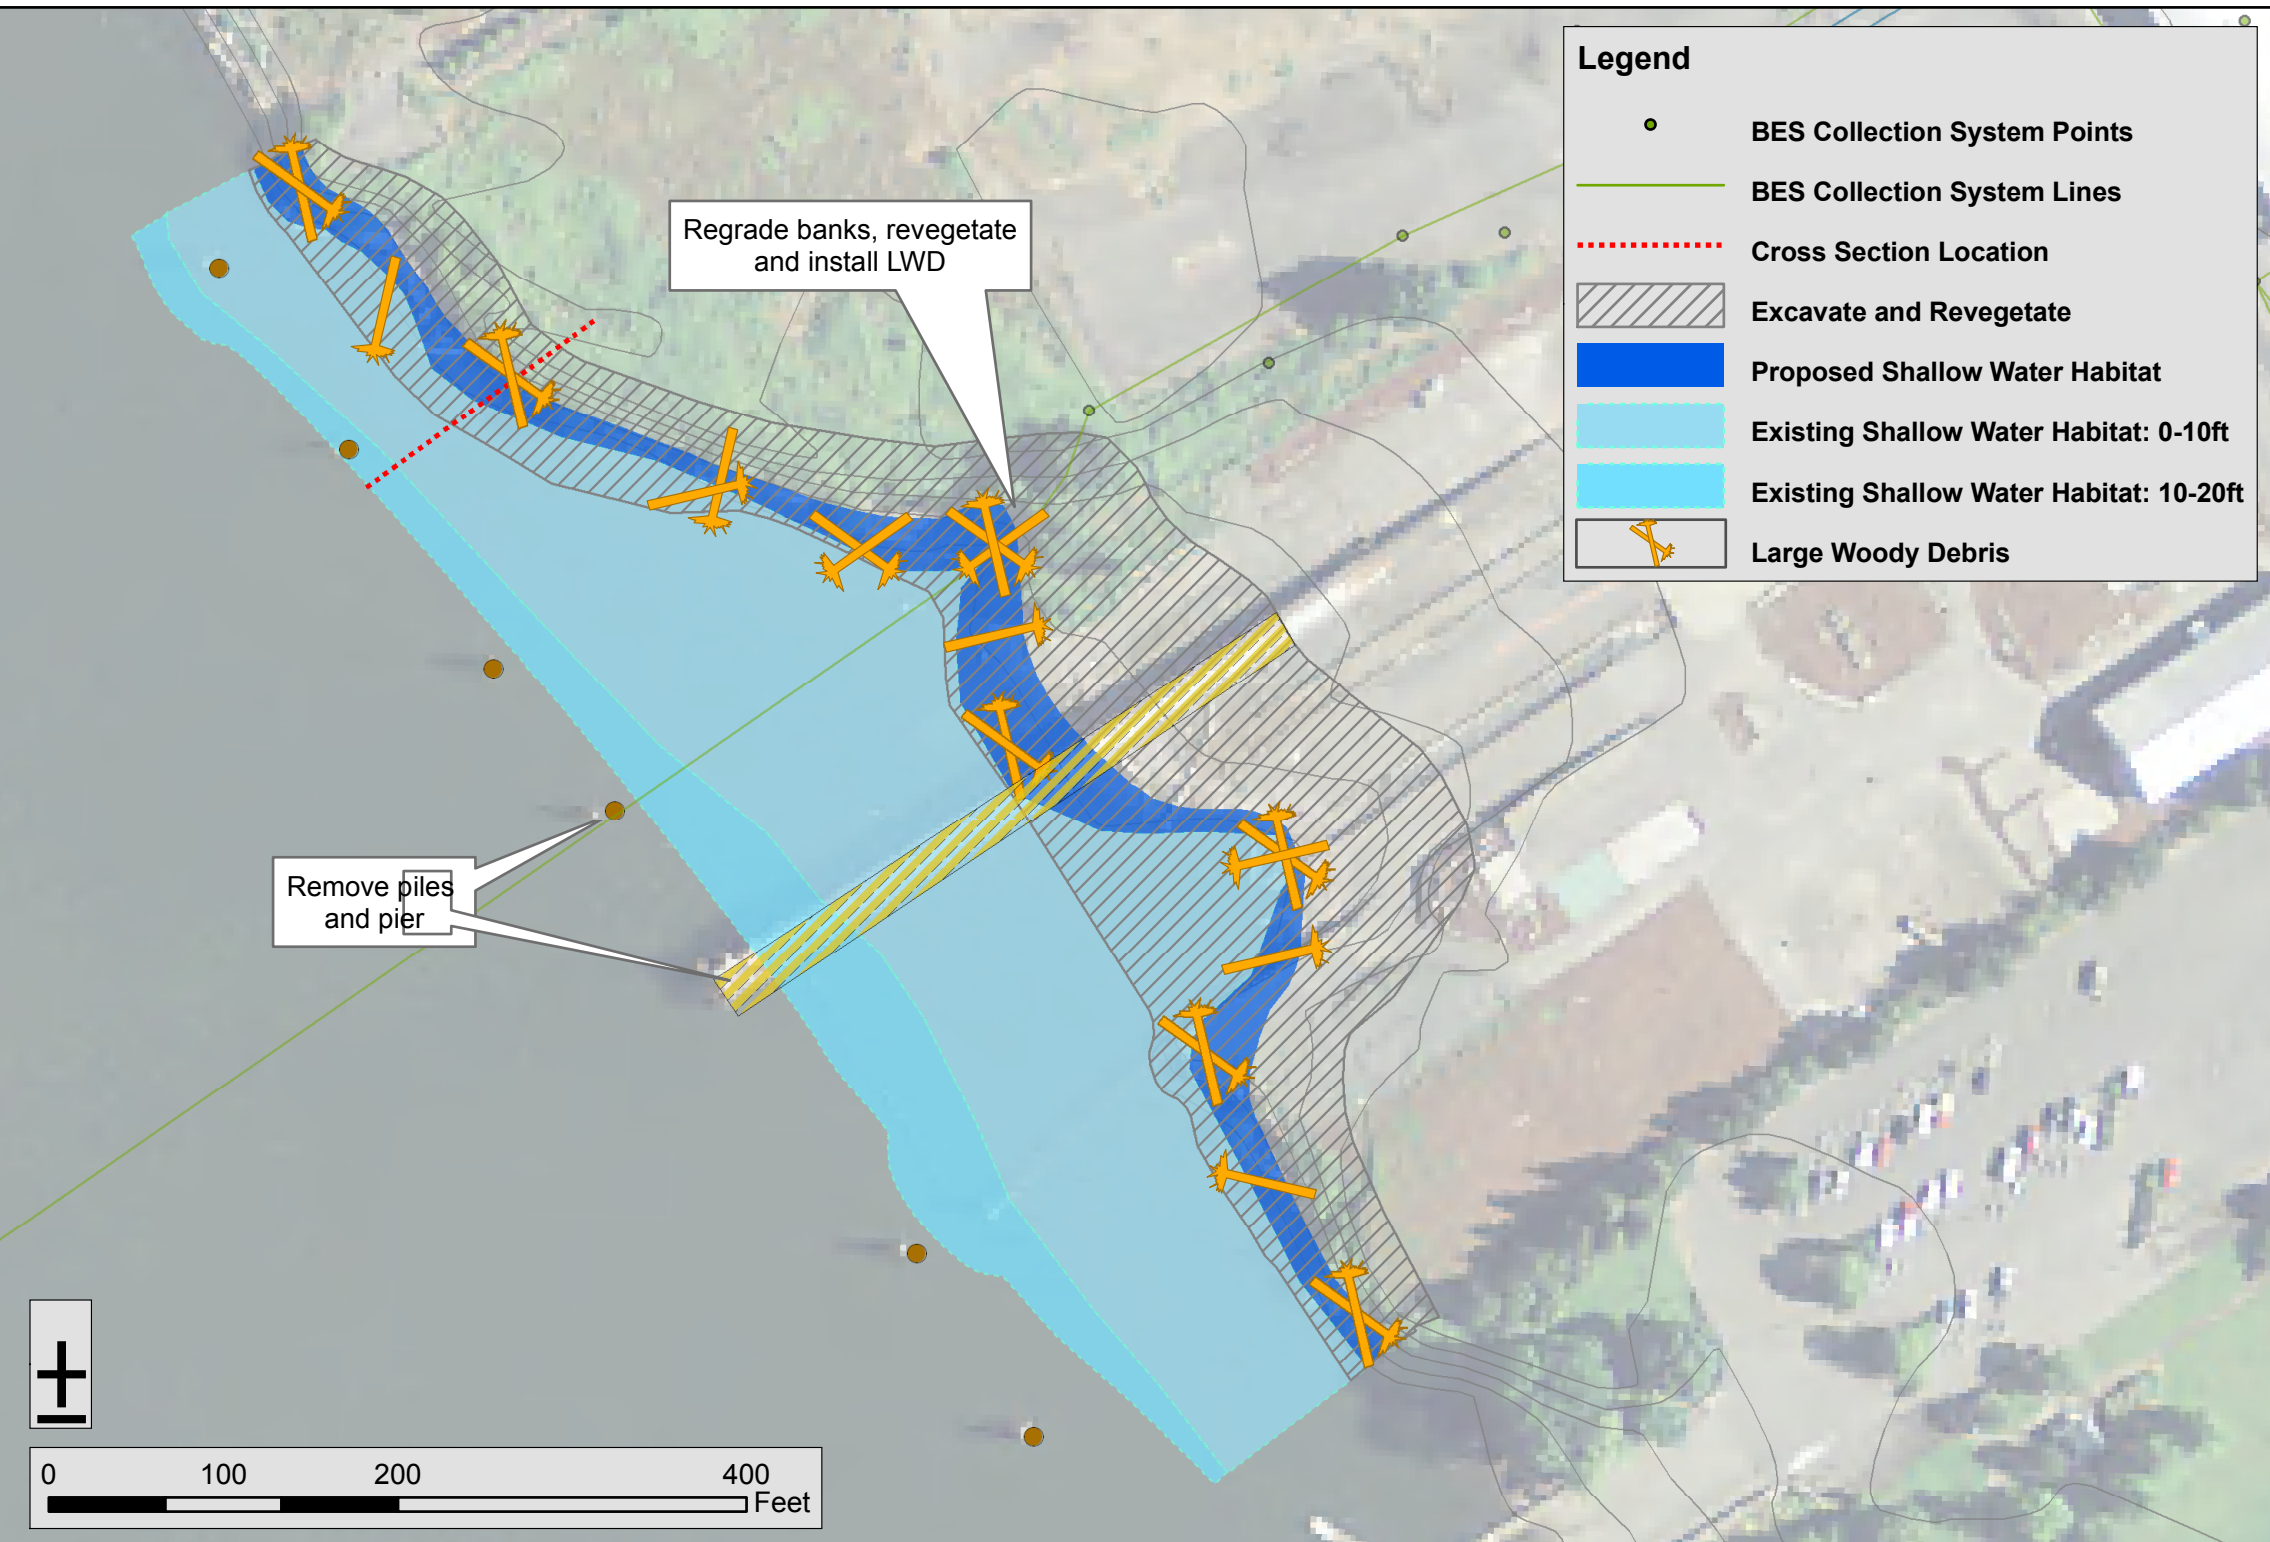 Legend
BES Collection System Points
BES Collection System Lines
Cross Section Location
Excavate and Revegetate
Proposed Shallow Water Habitat
Existing Shallow Water Habitat: 0-10ft
Existing Shallow Water Habitat: 10-20ft
Large Woody Debris
Regrade banks, revegetate
and install LWD
Remove piles
and pier
0 100 200 400
Feet